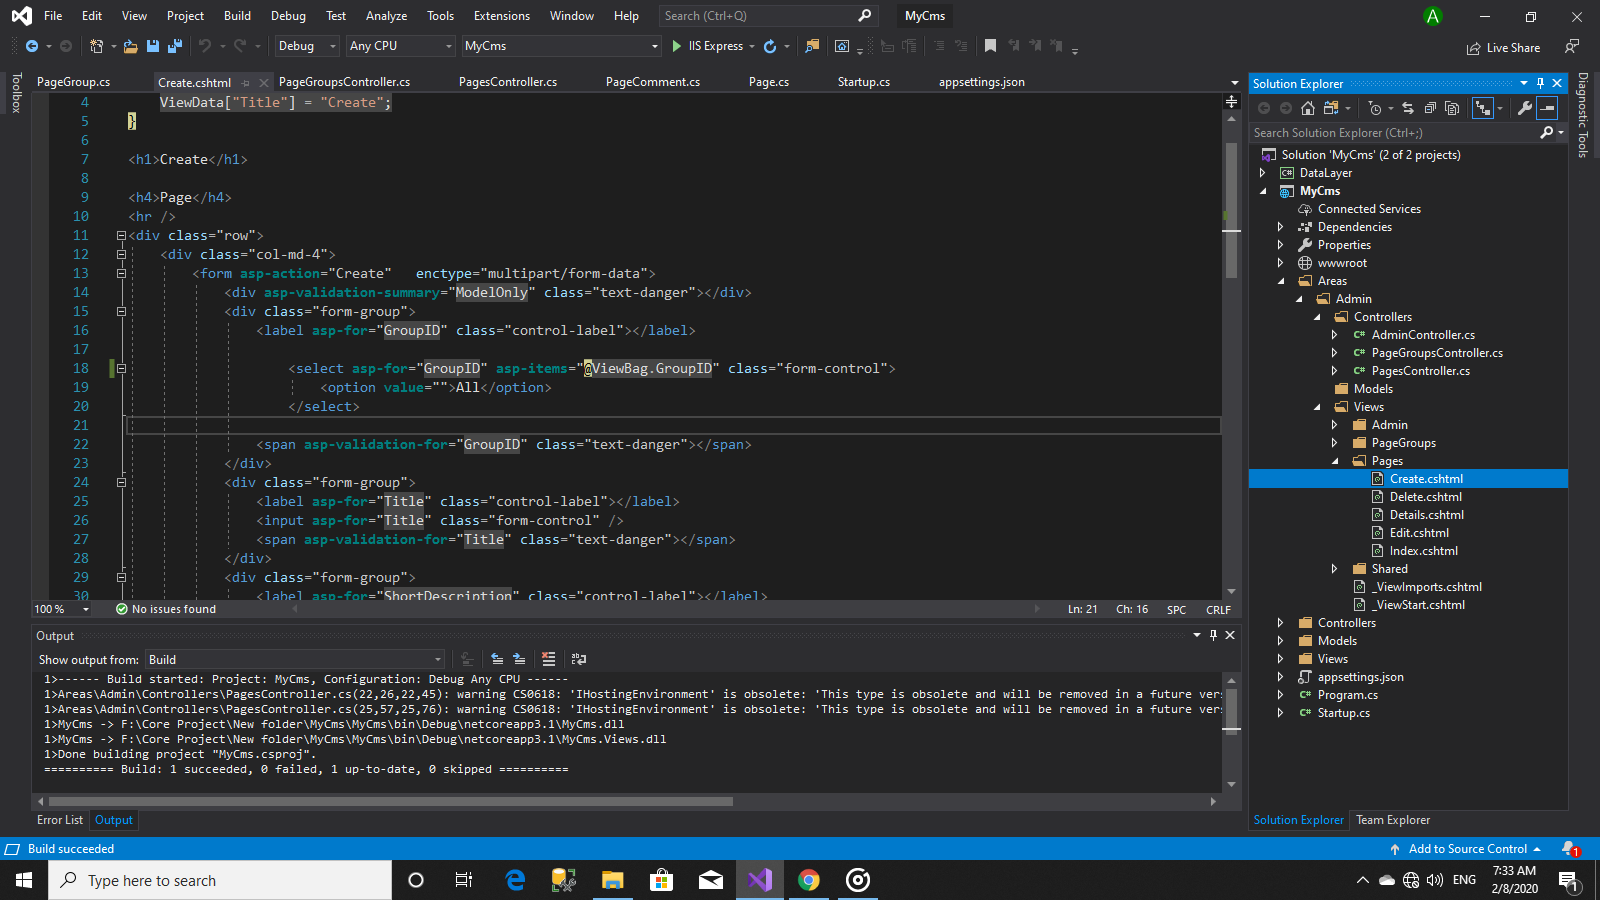 File Edit View Project Build Debug Test Analyze Tools Extensions Window Help Search (Ctrl+Q) MyCms A
Debug Any CPU MyCms IIS Express Live Share
PageGroup.cs Create.cshtml PageGroupsController.cs PagesController.cs PageComment.cs Page.cs Startup.cs appsettings.json
Toolbox
4 ViewData["Title"] = "Create";
5 }
6
7 <h1>Create</h1>
8
9 <h4>Page</h4>
10 <hr />
11 <div class="row">
12 <div class="col-md-4">
13 <form asp-action="Create" enctype="multipart/form-data">
14 <div asp-validation-summary="ModelOnly" class="text-danger"></div>
15 <div class="form-group">
16 <label asp-for="GroupID" class="control-label"></label>
17
18 <select asp-for="GroupID" asp-items="@ViewBag.GroupID" class="form-control">
19 <option value="">All</option>
20 </select>
21
22 <span asp-validation-for="GroupID" class="text-danger"></span>
23 </div>
24 <div class="form-group">
25 <label asp-for="Title" class="control-label"></label>
26 <input asp-for="Title" class="form-control" />
27 <span asp-validation-for="Title" class="text-danger"></span>
28 </div>
29 <div class="form-group">
30 <label asp-for="ShortDescription" class="control-label"></label>
100 % No issues found Ln: 21 Ch: 16 SPC CRLF
Output
Show output from: Build
1>------ Build started: Project: MyCms, Configuration: Debug Any CPU ------
1>Areas\Admin\Controllers\PagesController.cs(22,26,22,45): warning CS0618: 'IHostingEnvironment' is obsolete: 'This type is obsolete and will be removed in a future ver
1>Areas\Admin\Controllers\PagesController.cs(25,57,25,76): warning CS0618: 'IHostingEnvironment' is obsolete: 'This type is obsolete and will be removed in a future ver
1>MyCms -> F:\Core Project\New folder\MyCms\MyCms\bin\Debug\netcoreapp3.1\MyCms.dll
1>MyCms -> F:\Core Project\New folder\MyCms\MyCms\bin\Debug\netcoreapp3.1\MyCms.Views.dll
1>Done building project "MyCms.csproj".
========== Build: 1 succeeded, 0 failed, 1 up-to-date, 0 skipped ==========
Error List Output
Solution Explorer
Search Solution Explorer (Ctrl+;)
Solution 'MyCms' (2 of 2 projects)
DataLayer
MyCms
Connected Services
Dependencies
Properties
wwwroot
Areas
Admin
Controllers
AdminController.cs
PageGroupsController.cs
PagesController.cs
Models
Views
Admin
PageGroups
Pages
Create.cshtml
Delete.cshtml
Details.cshtml
Edit.cshtml
Index.cshtml
Shared
_ViewImports.cshtml
_ViewStart.cshtml
Controllers
Models
Views
appsettings.json
Program.cs
Startup.cs
Solution Explorer Team Explorer
Diagnostic Tools
Build succeeded Add to Source Control 1
Type here to search ENG 7:33 AM
2/8/2020 1